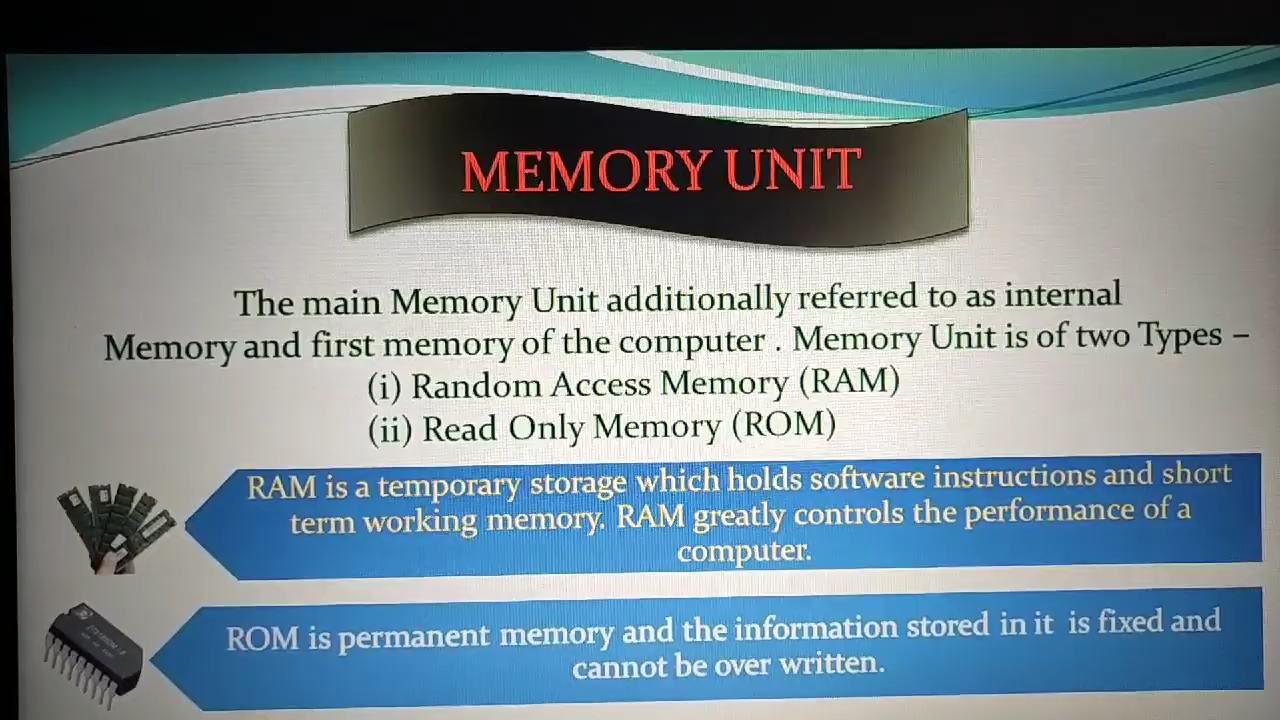 MEMORY UNIT
The main Memory Unit additionally referred to as internal
Memory and first memory of the computer . Memory Unit is of two Types –
(i) Random Access Memory (RAM)
(ii) Read Only Memory (ROM)
RAM is a temporary storage which holds software instructions and short
term working memory. RAM greatly controls the performance of a
computer.
ROM is permanent memory and the information stored in it is fixed and
cannot be over written.